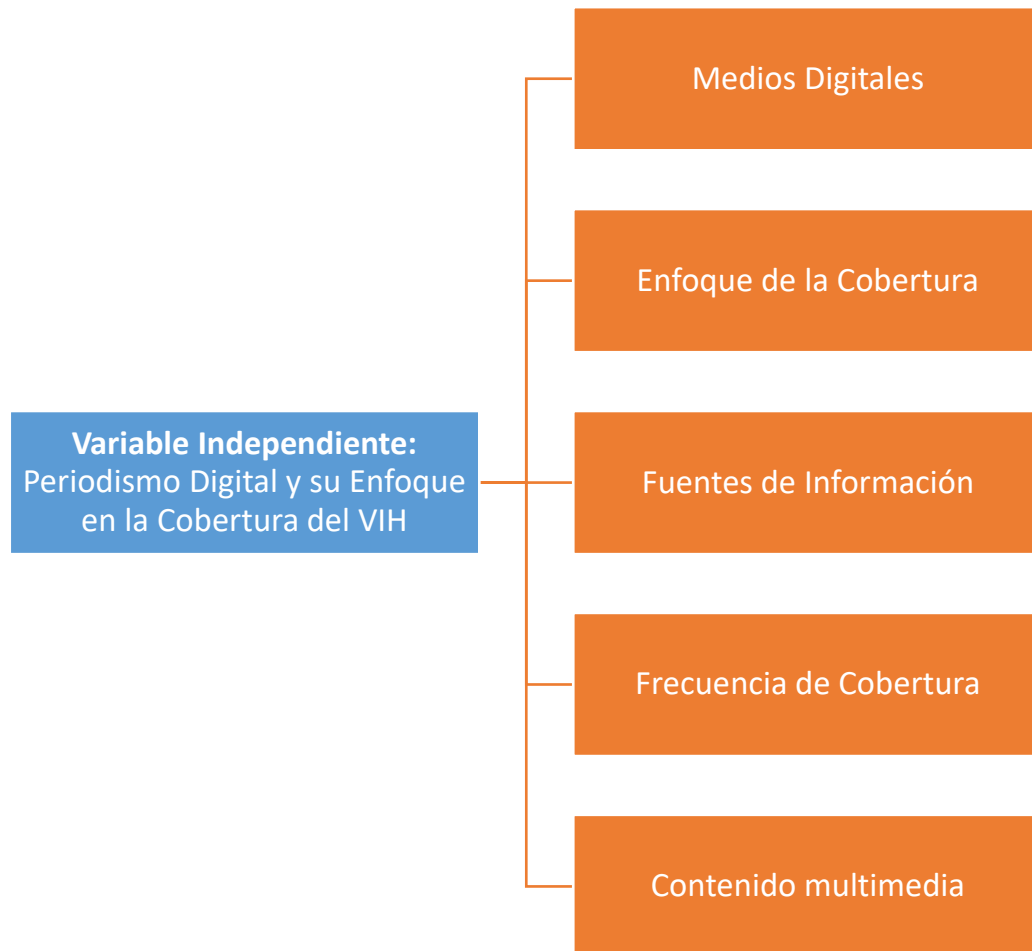 Medios Digitales
Enfoque de la Cobertura
Variable Independiente:
Periodismo Digital y su Enfoque
en la Cobertura del VIH
Fuentes de Información
Frecuencia de Cobertura
Contenido multimedia